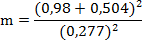 m = (0,98 + 0,504)² / (0,277)²